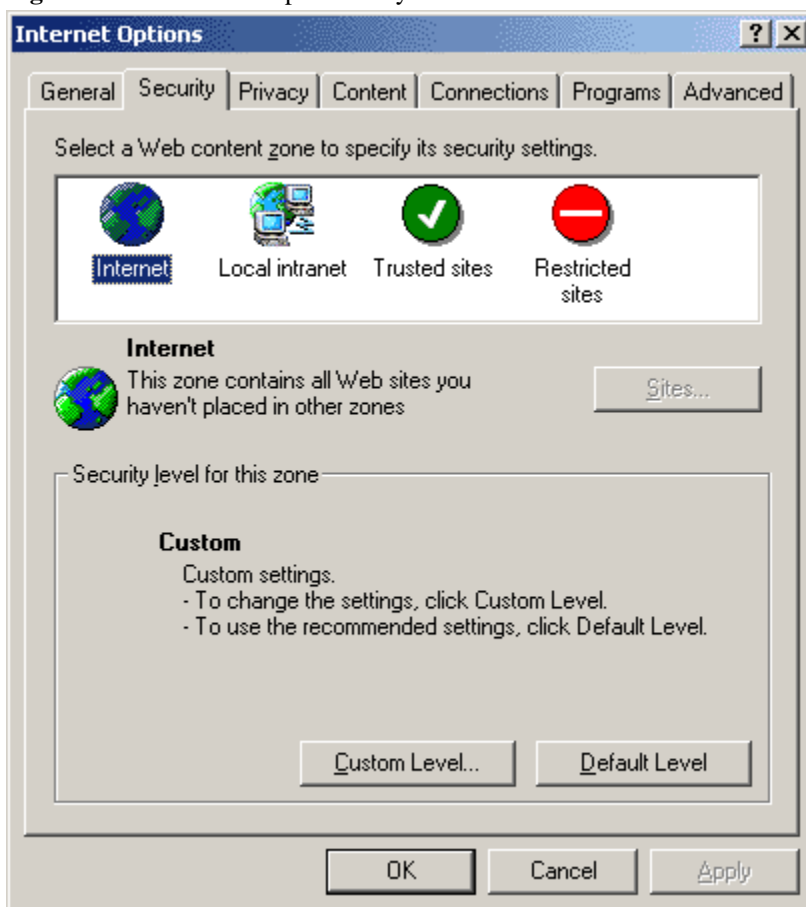 Internet Options
General Security Privacy Content Connections Programs Advanced
Select a Web content zone to specify its security settings.
Internet Local intranet Trusted sites Restricted
sites
Internet
This zone contains all Web sites you
haven't placed in other zones
Sites...
Security level for this zone
Custom
Custom settings.
- To change the settings, click Custom Level.
- To use the recommended settings, click Default Level.
Custom Level... Default Level
OK Cancel Apply